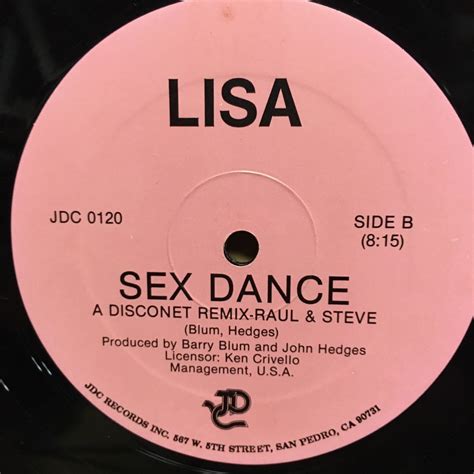 LISA
JDC 0120
SIDE B
(8:15)
SEX DANCE
A DISCONET REMIX-RAUL & STEVE
(Blum, Hedges)
Produced by Barry Blum and John Hedges
Licensor: Ken Crivello
Management, U.S.A.
JDC
JDC RECORDS INC. 567 W. 5TH STREET, SAN PEDRO, CA 90731